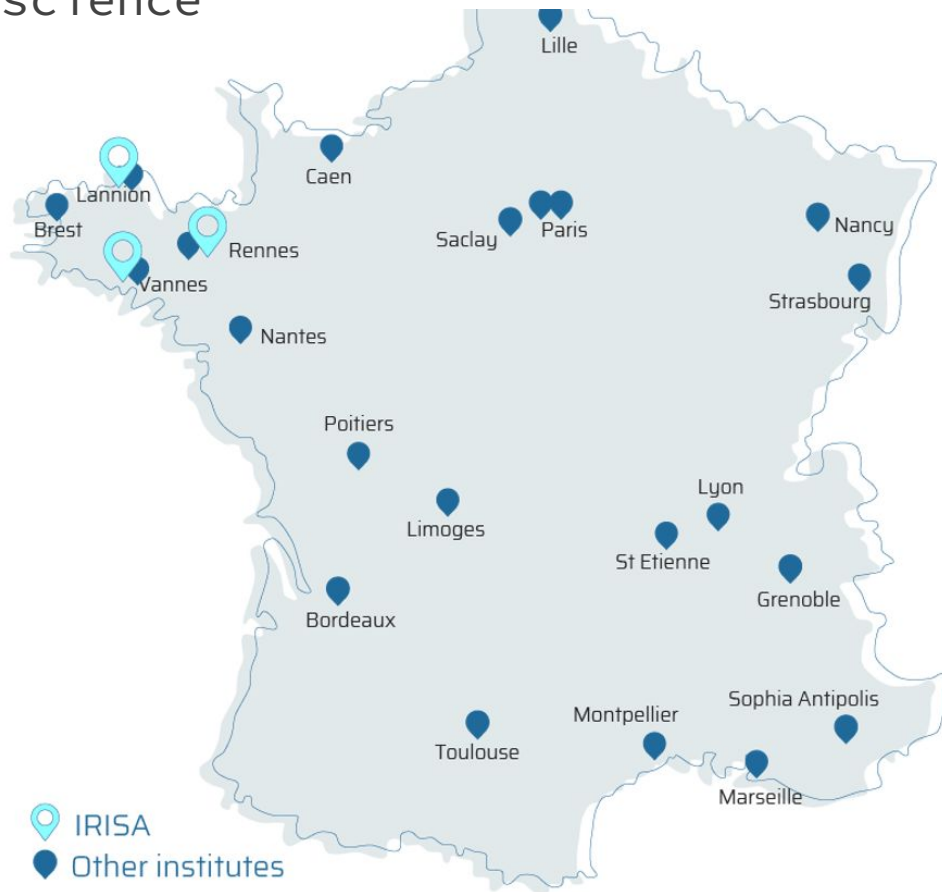 science
Lille
Caen
Lannion
Brest
Rennes
Saclay
Paris
Nancy
Vannes
Strasbourg
Nantes
Poitiers
Lyon
Limoges
St Etienne
Grenoble
Bordeaux
Sophia Antipolis
Montpellier
Toulouse
Marseille
IRISA
Other institutes